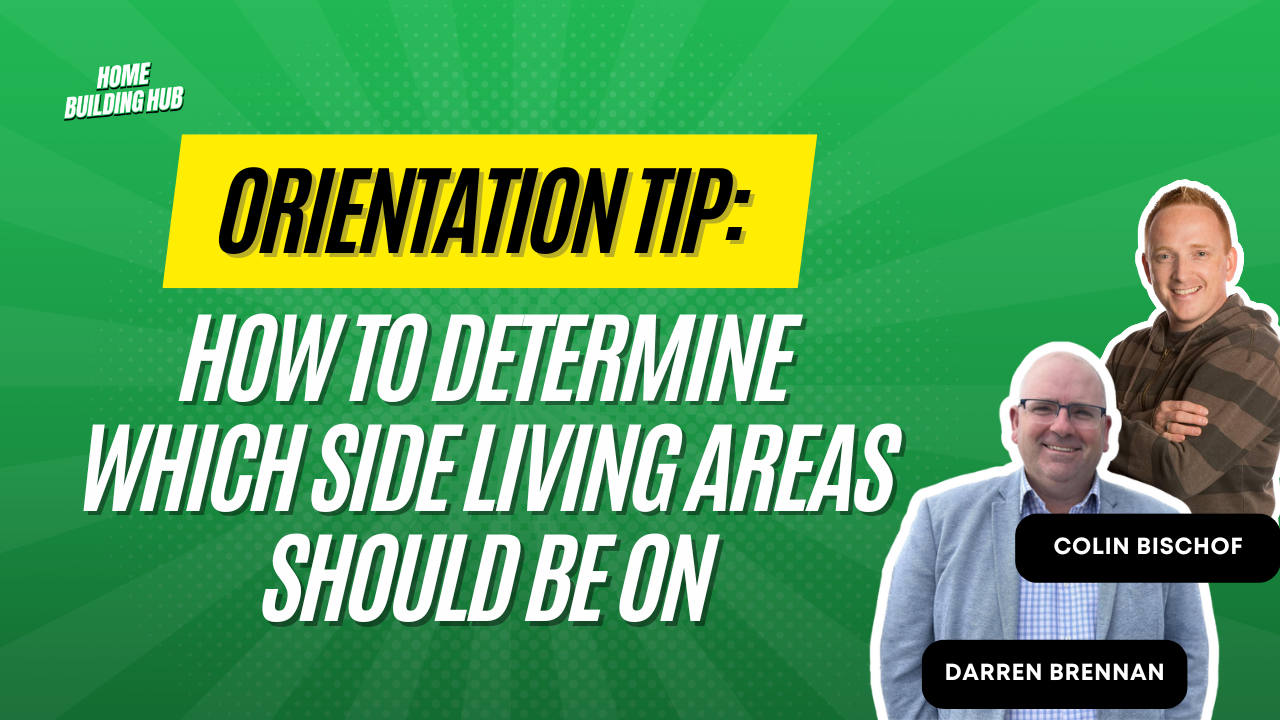 HOME
BUILDING HUB
ORIENTATION TIP:
HOW TO DETERMINE
WHICH SIDE LIVING AREAS
SHOULD BE ON
COLIN BISCHOF
DARREN BRENNAN